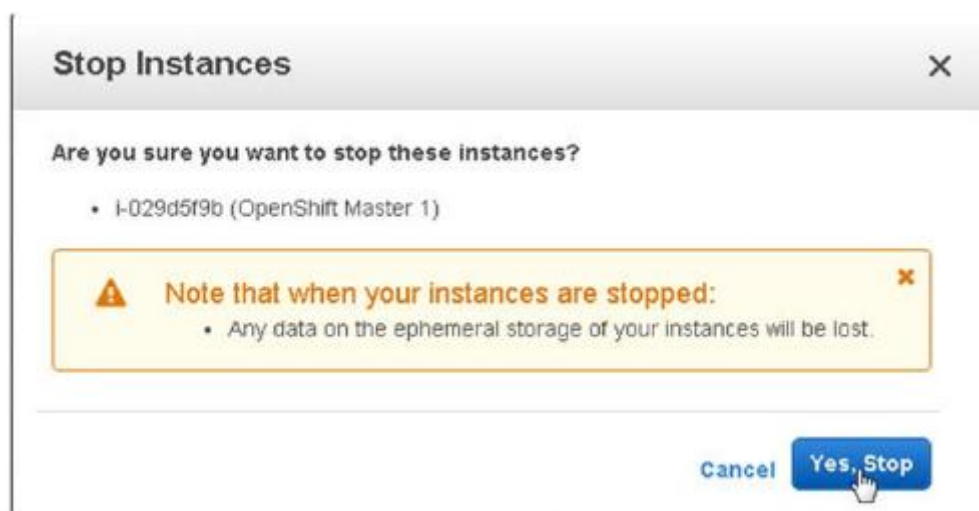 Stop Instances
Are you sure you want to stop these instances?
• i-029d5f9b (OpenShift Master 1)
Note that when your instances are stopped:
• Any data on the ephemeral storage of your instances will be lost.
Cancel Yes, Stop